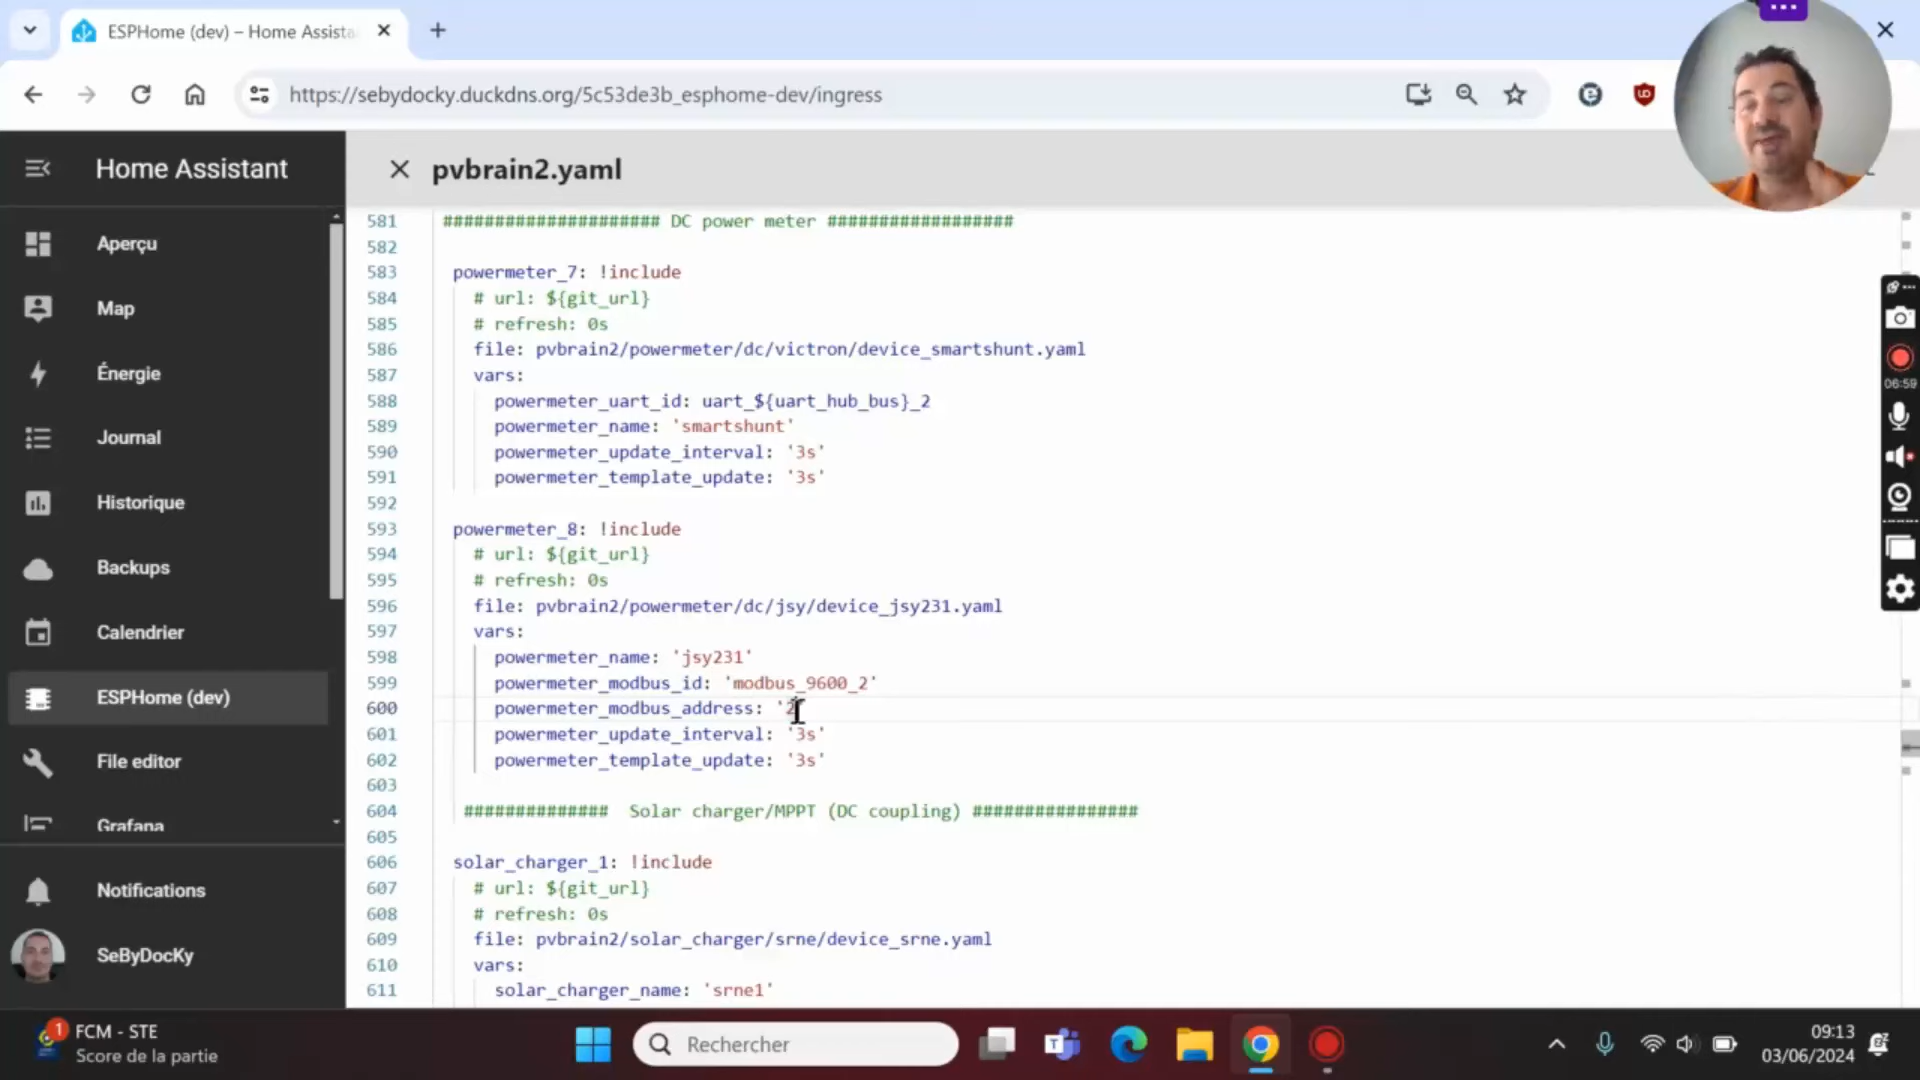 ESPHome (dev) – Home Assista
https://sebydocky.duckdns.org/5c53de3b_esphome-dev/ingress
Home Assistant
pvbrain2.yaml
Aperçu
Map
Énergie
Journal
Historique
Backups
Calendrier
ESPHome (dev)
File editor
Grafana
Notifications
SeByDocKy
581 ##################### DC power meter ##################
582
583 powermeter_7: !include
584 # url: ${git_url}
585 # refresh: 0s
586 file: pvbrain2/powermeter/dc/victron/device_smartshunt.yaml
587 vars:
588 powermeter_uart_id: uart_${uart_hub_bus}_2
589 powermeter_name: 'smartshunt'
590 powermeter_update_interval: '3s'
591 powermeter_template_update: '3s'
592
593 powermeter_8: !include
594 # url: ${git_url}
595 # refresh: 0s
596 file: pvbrain2/powermeter/dc/jsy/device_jsy231.yaml
597 vars:
598 powermeter_name: 'jsy231'
599 powermeter_modbus_id: 'modbus_9600_2'
600 powermeter_modbus_address: '2
601 powermeter_update_interval: '3s'
602 powermeter_template_update: '3s'
603
604 ############## Solar charger/MPPT (DC coupling) ################
605
606 solar_charger_1: !include
607 # url: ${git_url}
608 # refresh: 0s
609 file: pvbrain2/solar_charger/srne/device_srne.yaml
610 vars:
611 solar_charger_name: 'srne1'
06:59
1
FCM - STE
Score de la partie
Rechercher
09:13
03/06/2024